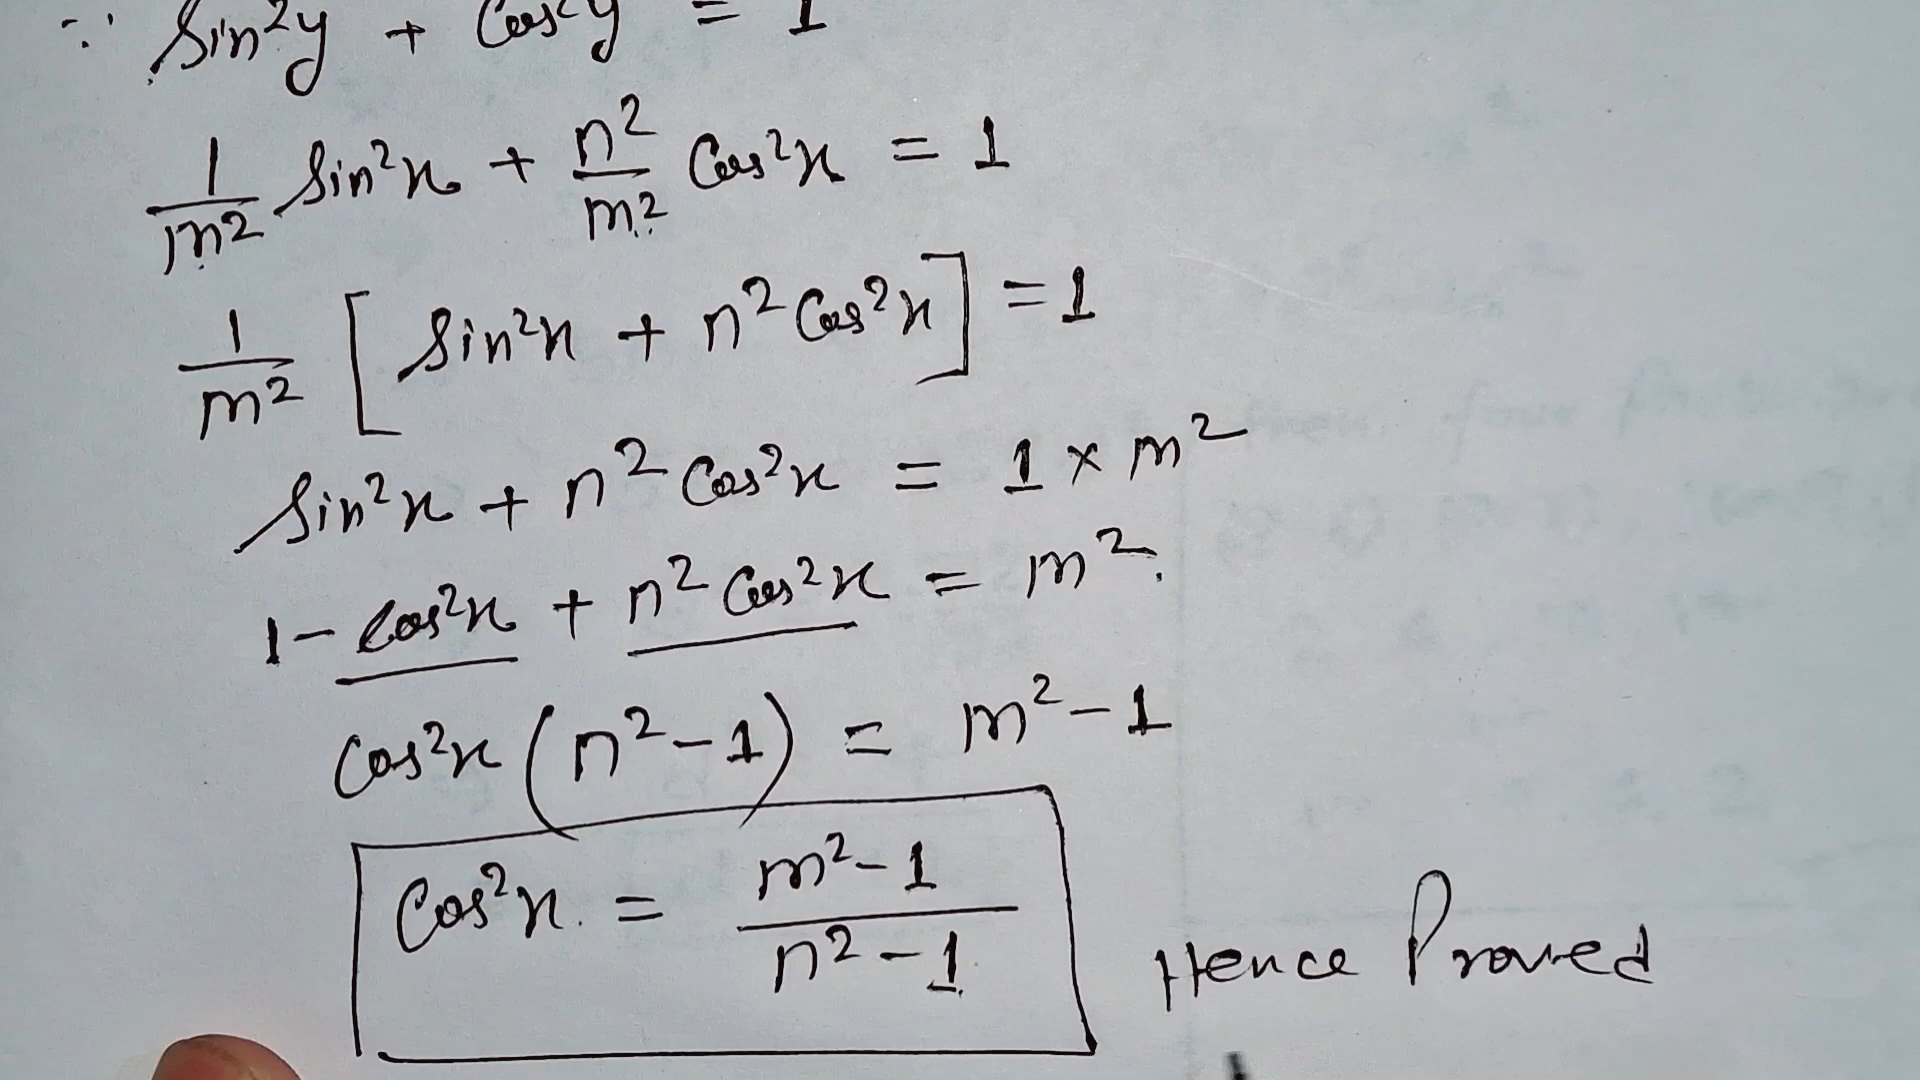 ∵ Sin²y + Cos²y = 1
1/m² Sin²x + n²/m² Cos²x = 1
1/m² [Sin²x + n² Cos²x] = 1
Sin²x + n² Cos²x = 1 × m²
1 - Cos²x + n² Cos²x = m².
Cos²x (n² - 1) = m² - 1
Cos²x. = m² - 1 / n² - 1
Hence Proved